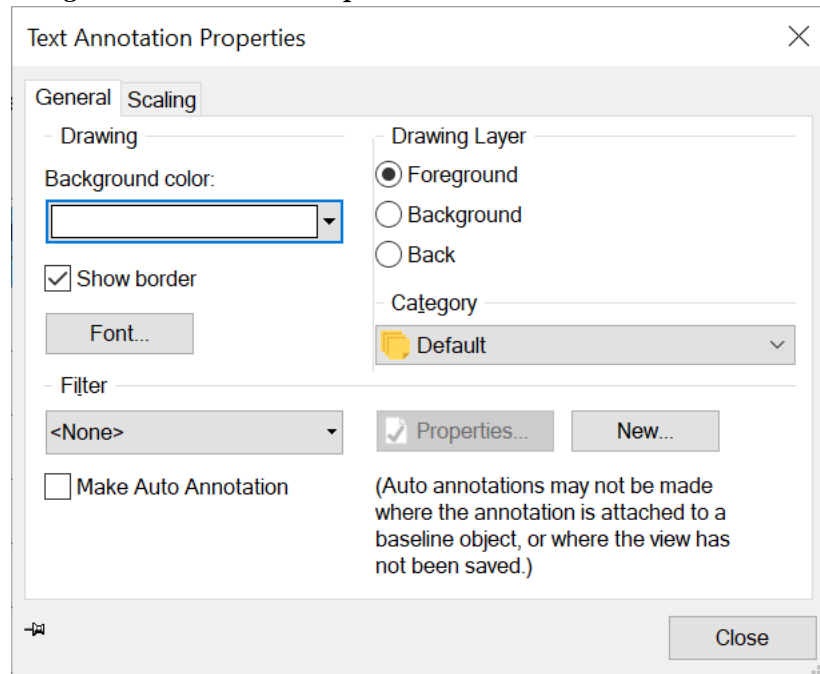 Text Annotation Properties
General Scaling
Drawing
Background color:
Show border
Font...
Drawing Layer
Foreground
Background
Back
Category
Default
Filter
<None>
Properties...
New...
Make Auto Annotation
(Auto annotations may not be made
where the annotation is attached to a
baseline object, or where the view has
not been saved.)
Close